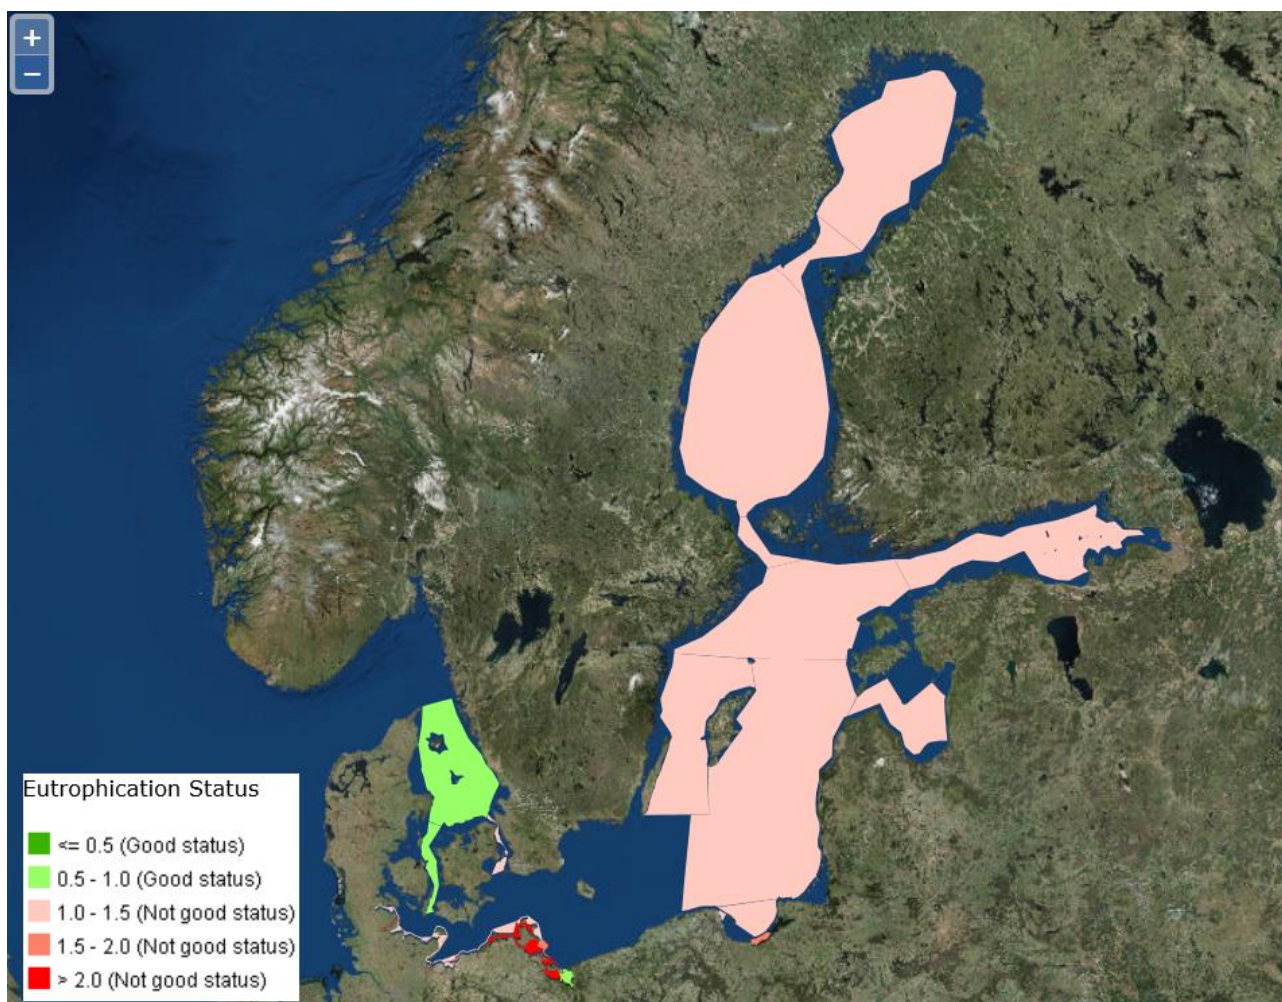 +
−
Eutrophication Status
<= 0.5 (Good status)
0.5 - 1.0 (Good status)
1.0 - 1.5 (Not good status)
1.5 - 2.0 (Not good status)
> 2.0 (Not good status)